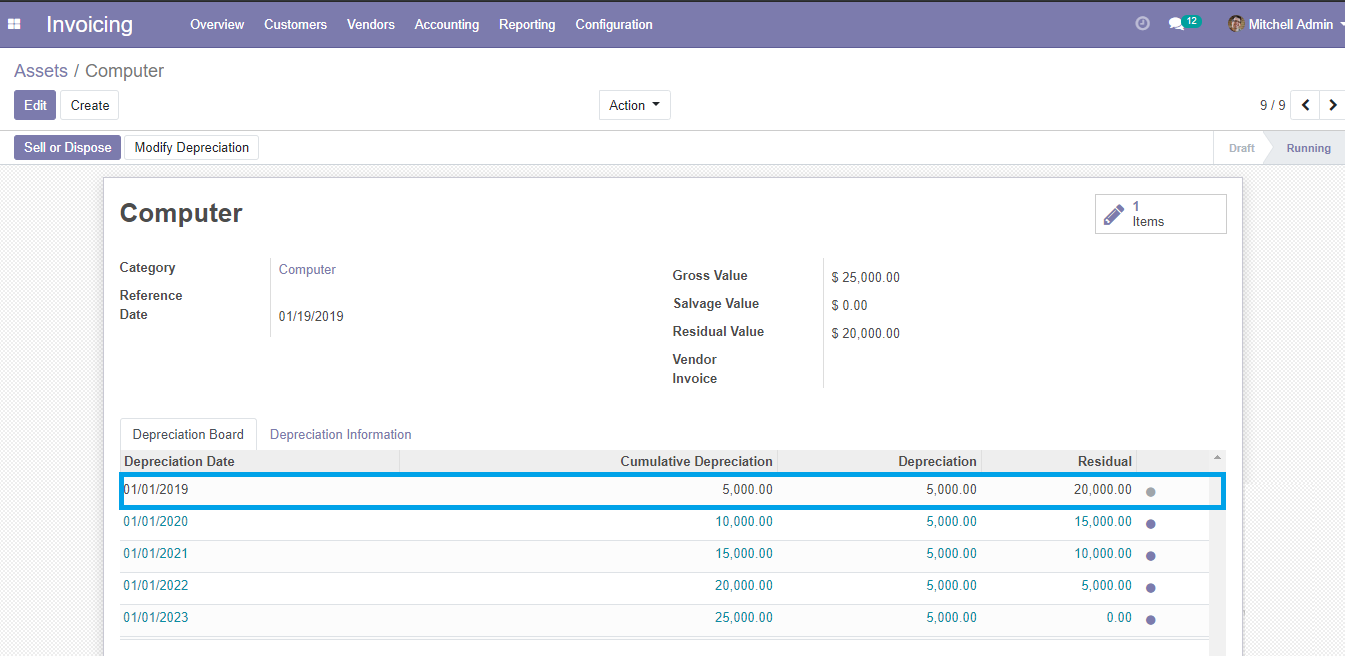 Invoicing Overview Customers Vendors Accounting Reporting Configuration 12 Mitchell Admin
Assets / Computer
Edit Create Action 9 / 9
Sell or Dispose Modify Depreciation Draft Running
Computer
1
Items
Category Computer
Reference
Date 01/19/2019
Gross Value $ 25,000.00
Salvage Value $ 0.00
Residual Value $ 20,000.00
Vendor
Invoice
Depreciation Board Depreciation Information
Depreciation Date Cumulative Depreciation Depreciation Residual
01/01/2019 5,000.00 5,000.00 20,000.00
01/01/2020 10,000.00 5,000.00 15,000.00
01/01/2021 15,000.00 5,000.00 10,000.00
01/01/2022 20,000.00 5,000.00 5,000.00
01/01/2023 25,000.00 5,000.00 0.00